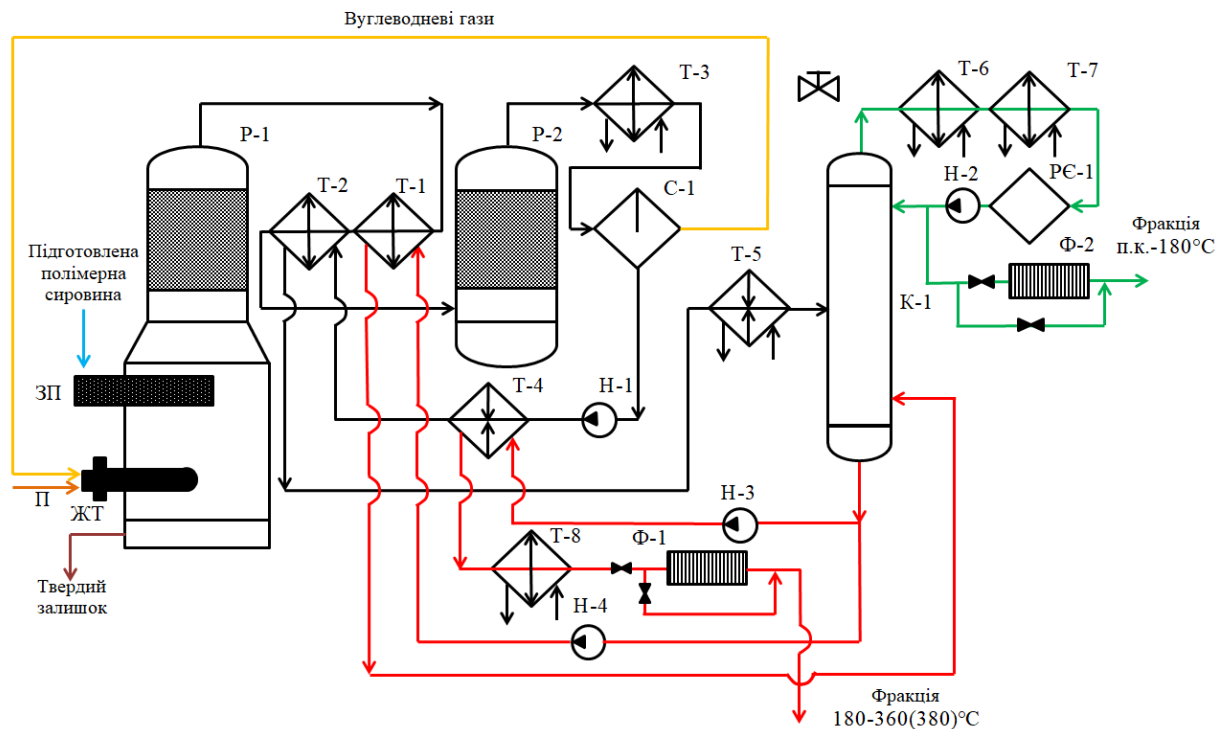 Вуглеводневі гази
Т-3
Т-6
Т-7
Р-1
Р-2
Т-2
Т-1
С-1
Н-2
РЄ-1
Підготовлена
полімерна
сировина
Т-5
Ф-2
Фракція
п.к.-180°С
К-1
ЗП
Т-4
Н-1
П
ЖТ
Н-3
Т-8
Ф-1
Твердий
залишок
Н-4
Фракція
180-360(380)°С